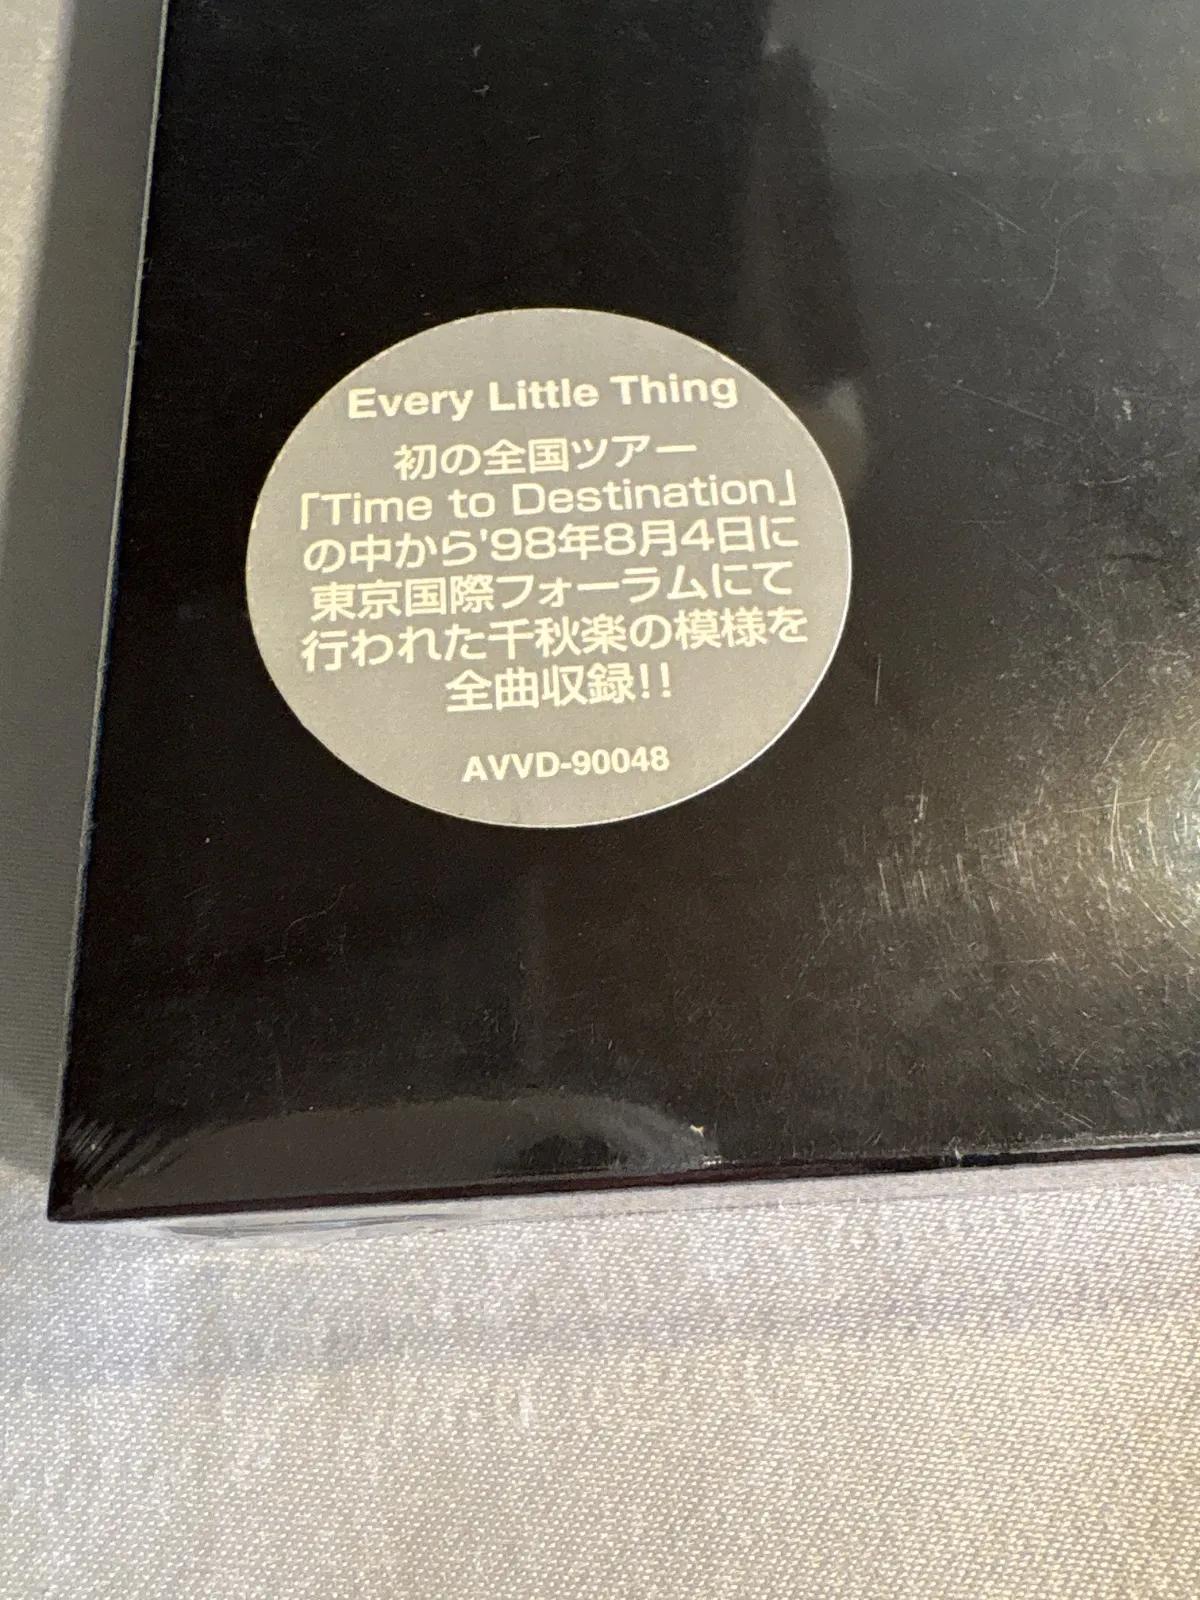 Every Little Thing
初の全国ツアー
「Time to Destination」
の中から'98年8月4日に
東京国際フォーラムにて
行われた千秋楽の模様を
全曲収録!!
AVVD-90048